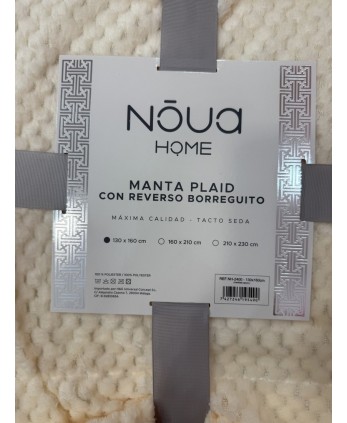 NŌUA
HOME
MANTA PLAID
CON REVERSO BORREGUITO
MÁXIMA CALIDAD - TACTO SEDA
130 x 160 cm
160 x 210 cm
210 x 230 cm